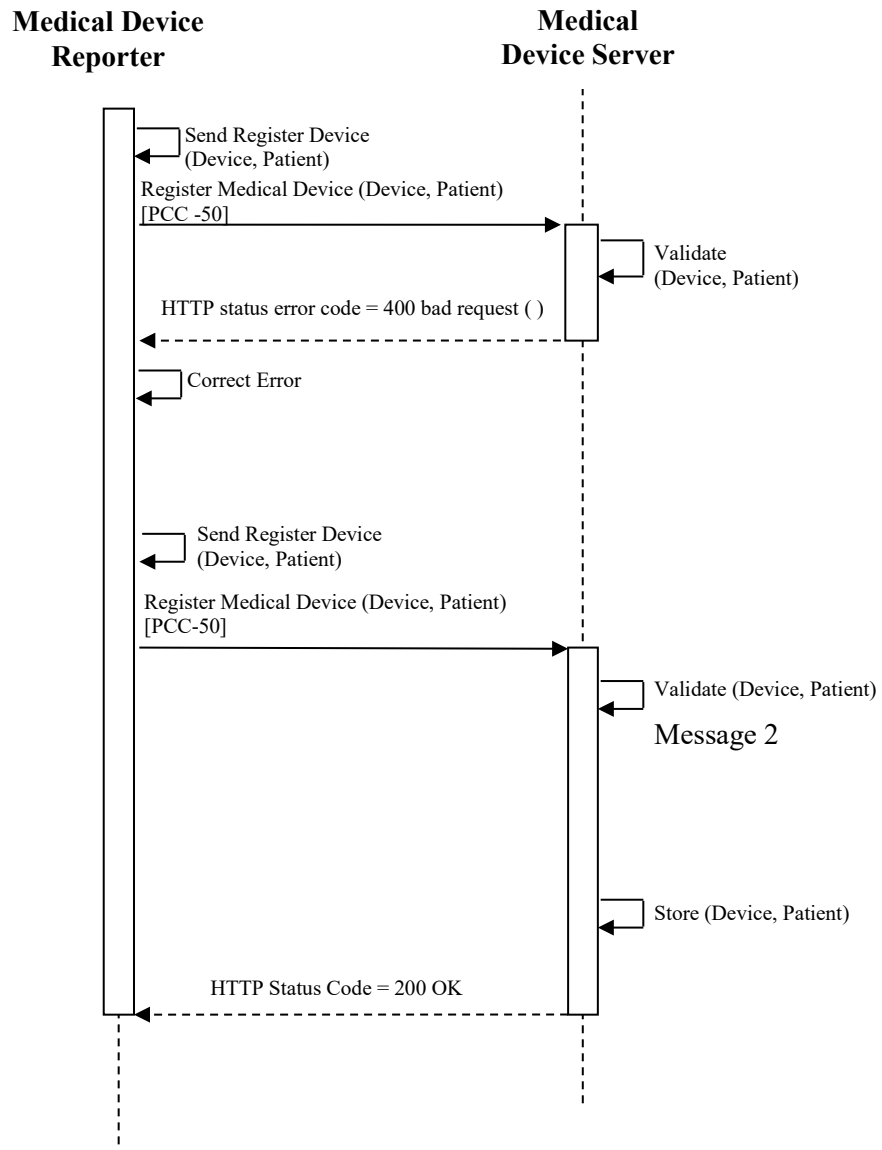 Medical Device
Reporter
Medical
Device Server
Send Register Device
(Device, Patient)
Register Medical Device (Device, Patient)
[PCC -50]
Validate
(Device, Patient)
HTTP status error code = 400 bad request ( )
Correct Error
Send Register Device
(Device, Patient)
Register Medical Device (Device, Patient)
[PCC-50]
Validate (Device, Patient)
Message 2
Store (Device, Patient)
HTTP Status Code = 200 OK